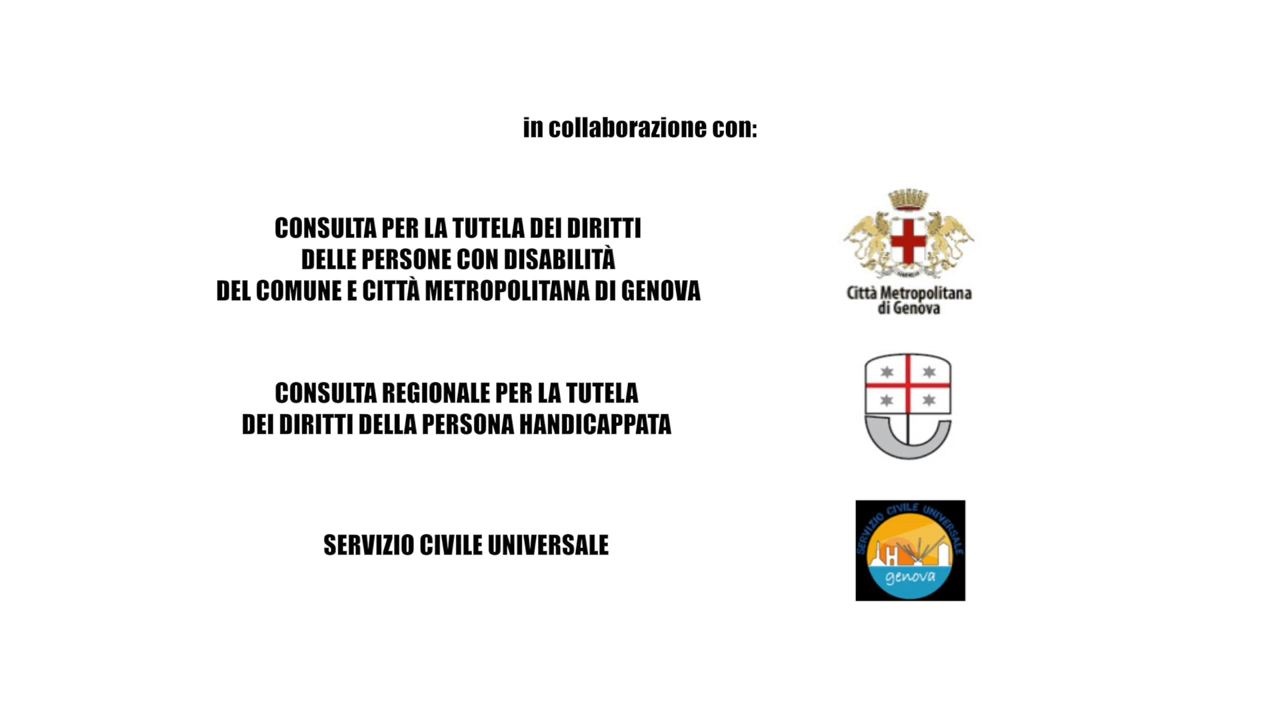 in collaborazione con:
CONSULTA PER LA TUTELA DEI DIRITTI
DELLE PERSONE CON DISABILITÀ
DEL COMUNE E CITTÀ METROPOLITANA DI GENOVA
Città Metropolitana
di Genova
CONSULTA REGIONALE PER LA TUTELA
DEI DIRITTI DELLA PERSONA HANDICAPPATA
SERVIZIO CIVILE UNIVERSALE
SERVIZIO CIVILE UNIVERSALE
genova